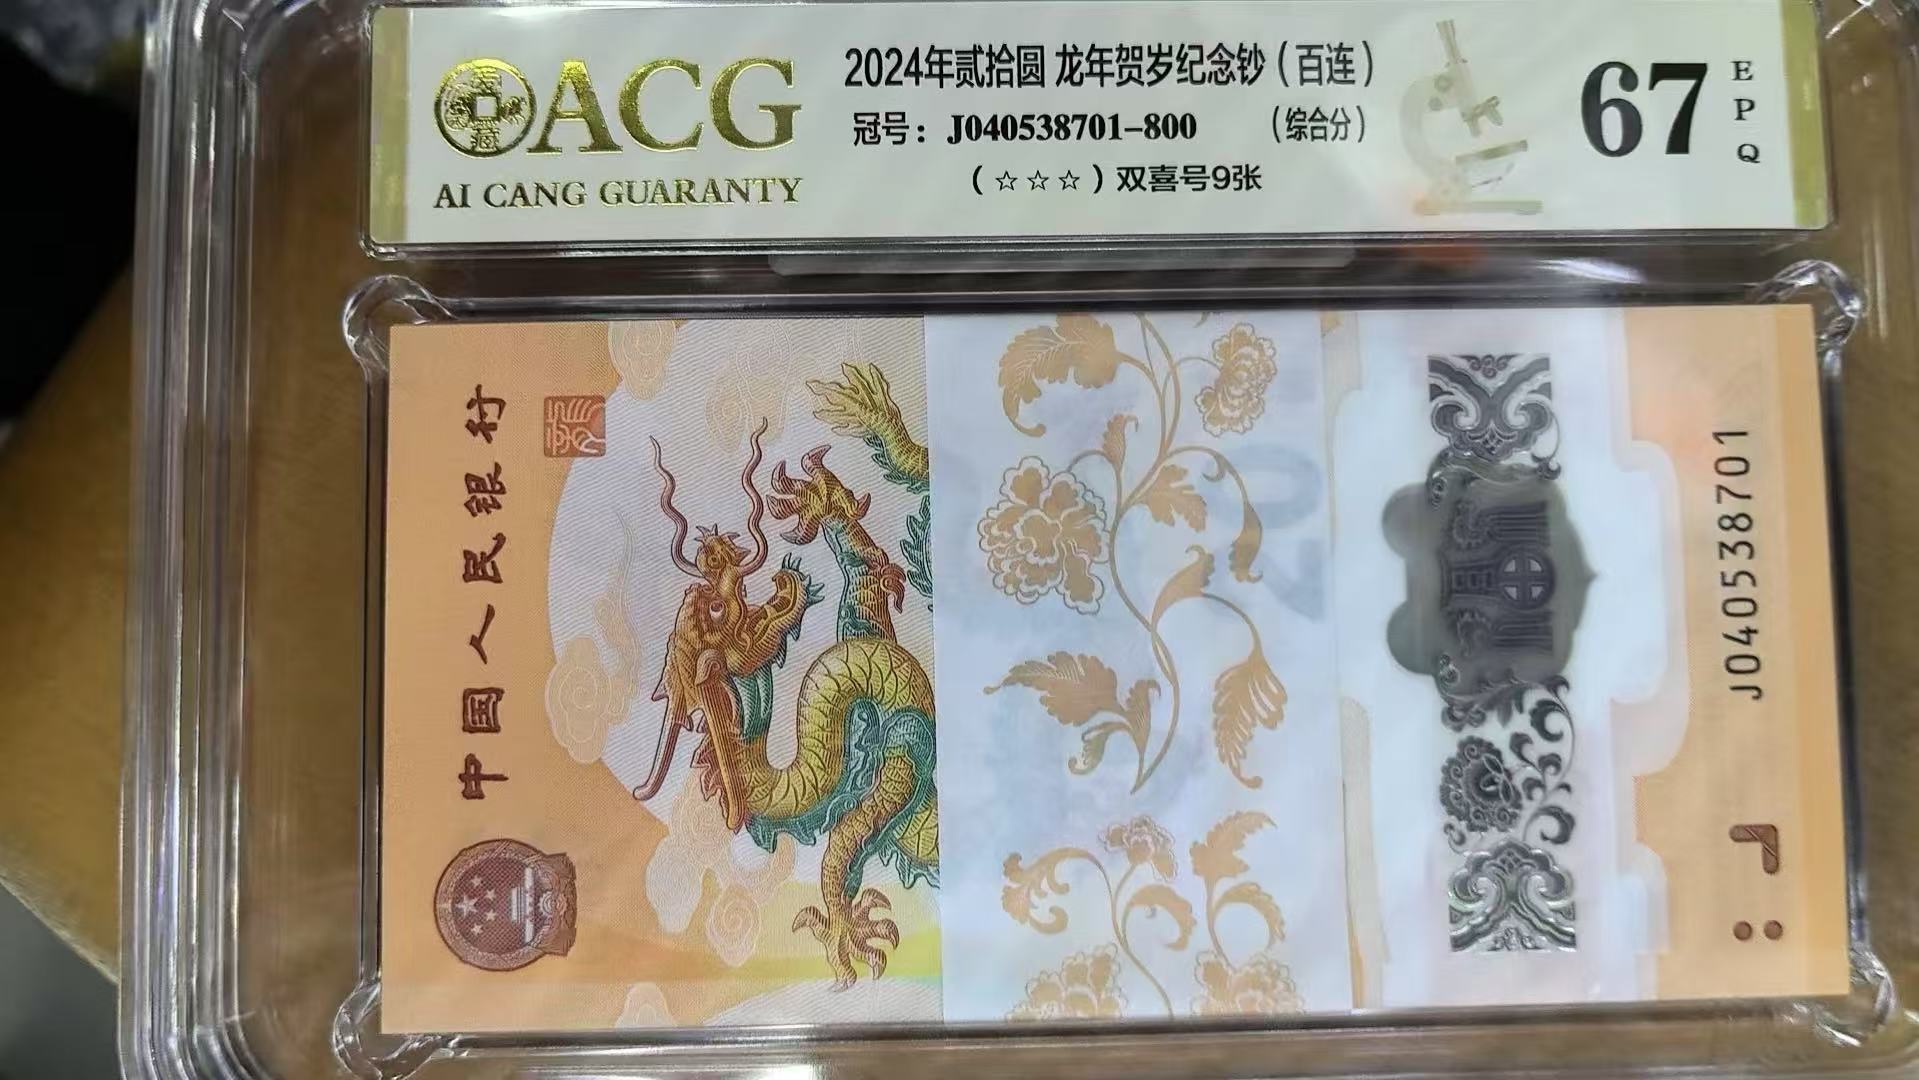 ACG
AI CANG GUARANTY
2024年贰拾圆 龙年贺岁纪念钞（百连）
冠号：J040538701-800 （综合分）
（☆☆☆）双喜号9张
67
EPQ
中国人民银行
J040538701